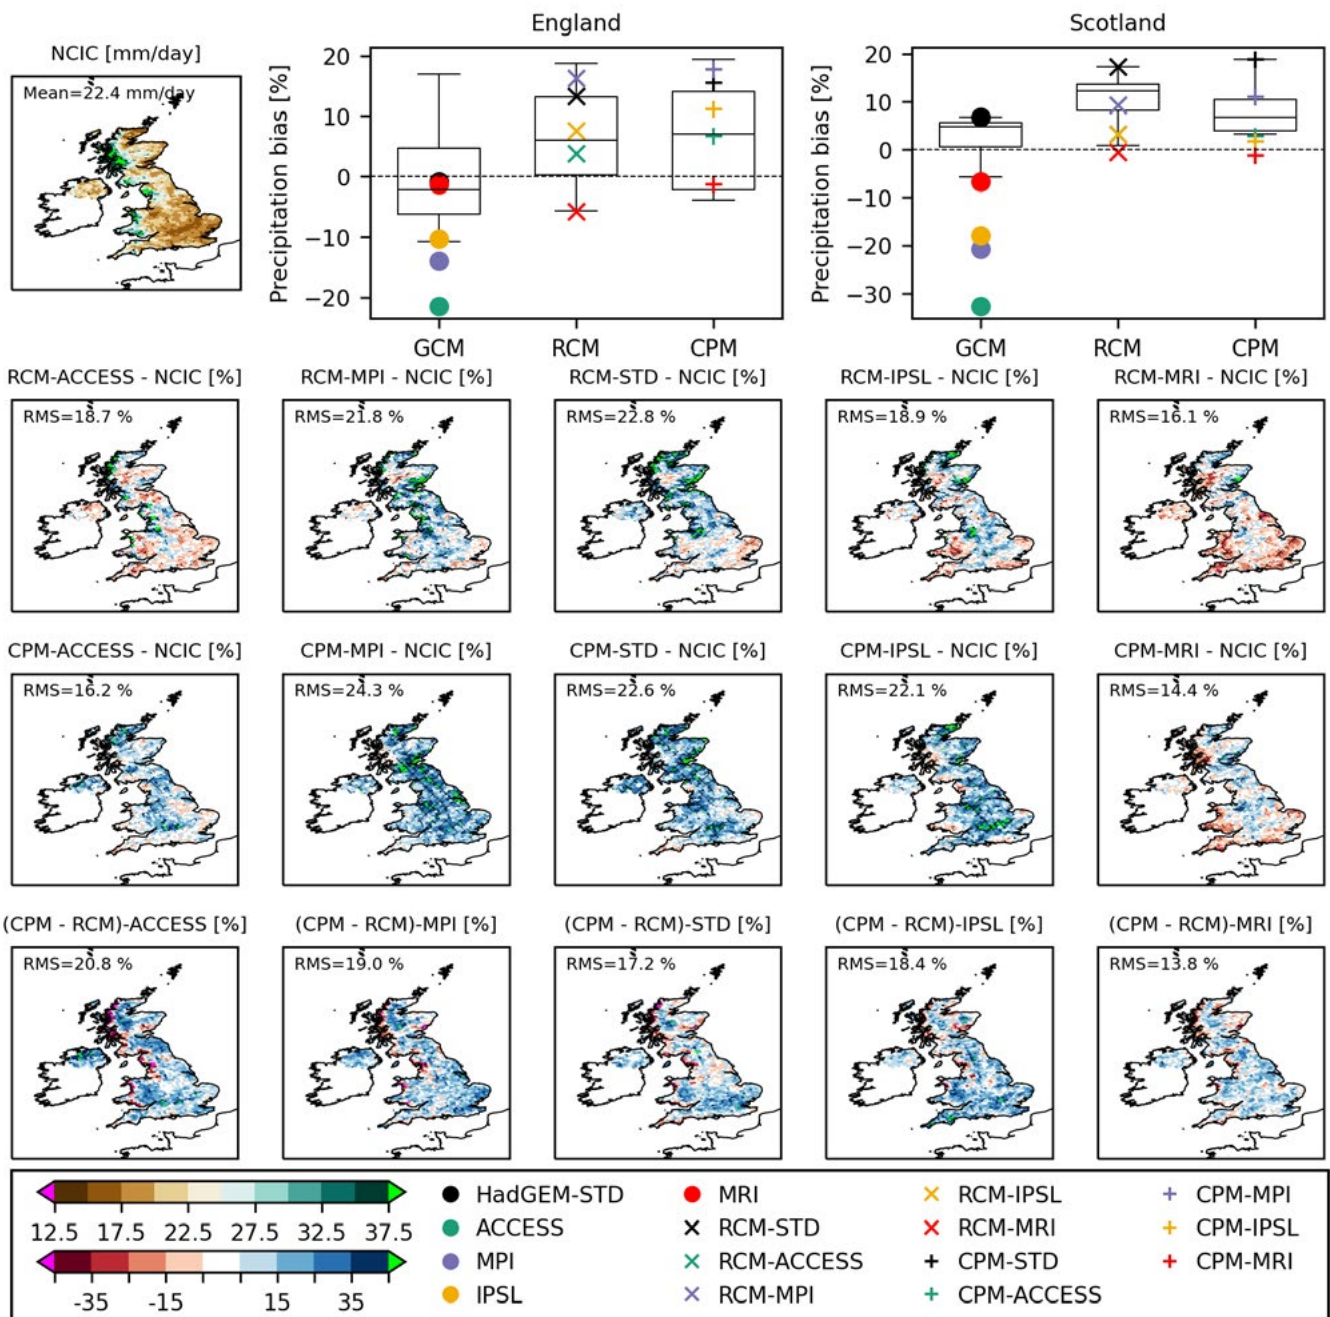 England
Scotland
NCIC [mm/day]
Mean=22.4 mm/day
Precipitation bias [%]
20
10
0
−10
−20
GCM
RCM
CPM
Precipitation bias [%]
20
10
0
−10
−20
−30
GCM
RCM
CPM
RCM-ACCESS - NCIC [%]
RCM-MPI - NCIC [%]
RCM-STD - NCIC [%]
RCM-IPSL - NCIC [%]
RCM-MRI - NCIC [%]
RMS=18.7 %
RMS=21.8 %
RMS=22.8 %
RMS=18.9 %
RMS=16.1 %
CPM-ACCESS - NCIC [%]
CPM-MPI - NCIC [%]
CPM-STD - NCIC [%]
CPM-IPSL - NCIC [%]
CPM-MRI - NCIC [%]
RMS=16.2 %
RMS=24.3 %
RMS=22.6 %
RMS=22.1 %
RMS=14.4 %
(CPM - RCM)-ACCESS [%]
(CPM - RCM)-MPI [%]
(CPM - RCM)-STD [%]
(CPM - RCM)-IPSL [%]
(CPM - RCM)-MRI [%]
RMS=20.8 %
RMS=19.0 %
RMS=17.2 %
RMS=18.4 %
RMS=13.8 %
12.5 17.5 22.5 27.5 32.5 37.5
-35 -15 15 35
HadGEM-STD
ACCESS
MPI
IPSL
MRI
RCM-STD
RCM-ACCESS
RCM-MPI
RCM-IPSL
RCM-MRI
CPM-STD
CPM-ACCESS
CPM-MPI
CPM-IPSL
CPM-MRI